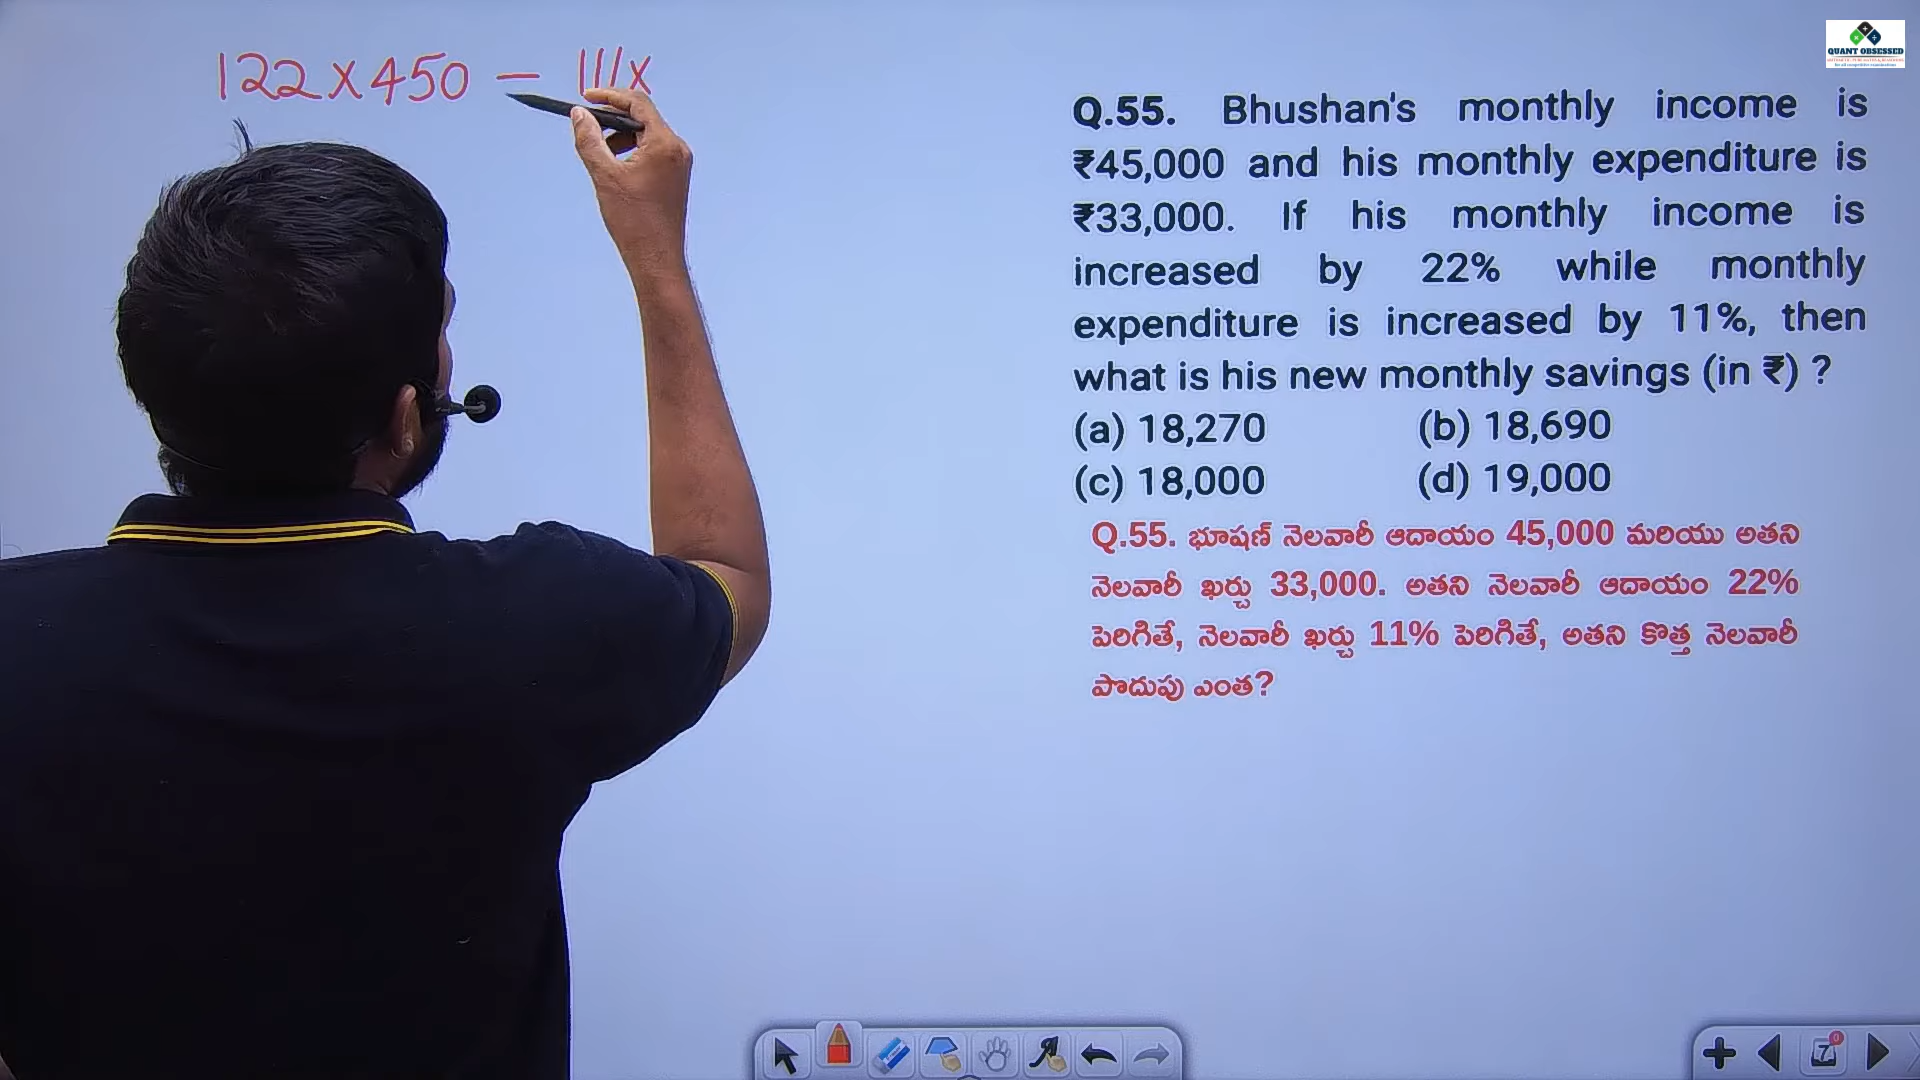 122 x 450 – 111 x
QUANT OBSESSED
Q.55. Bhushan's monthly income is
₹45,000 and his monthly expenditure is
₹33,000. If his monthly income is
increased by 22% while monthly
expenditure is increased by 11%, then
what is his new monthly savings (in ₹) ?
(a) 18,270 (b) 18,690
(c) 18,000 (d) 19,000
Q.55. భూషణ్ నెలవారీ ఆదాయం 45,000 మరియు అతని
నెలవారీ ఖర్చు 33,000. అతని నెలవారీ ఆదాయం 22%
పెరిగితే, నెలవారీ ఖర్చు 11% పెరిగితే, అతని కొత్త నెలవారీ
పొదుపు ఎంత?
7
0